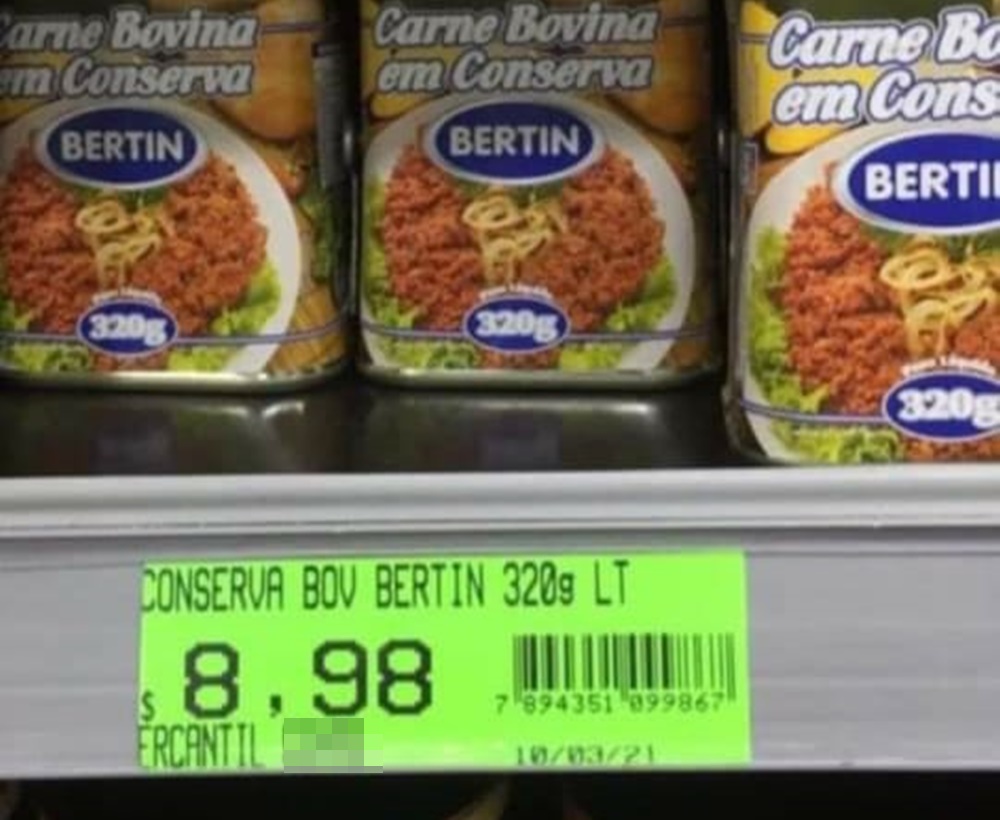 Carne Bovina
em Conserva
BERTIN
320g
Carne Bovina
em Conserva
BERTIN
320g
Carne Bo
em Cons
BERTI
320g
CONSERVA BOV BERTIN 320g LT
$ 8,98
7 894351 099867
ERCANTIL
10/03/21